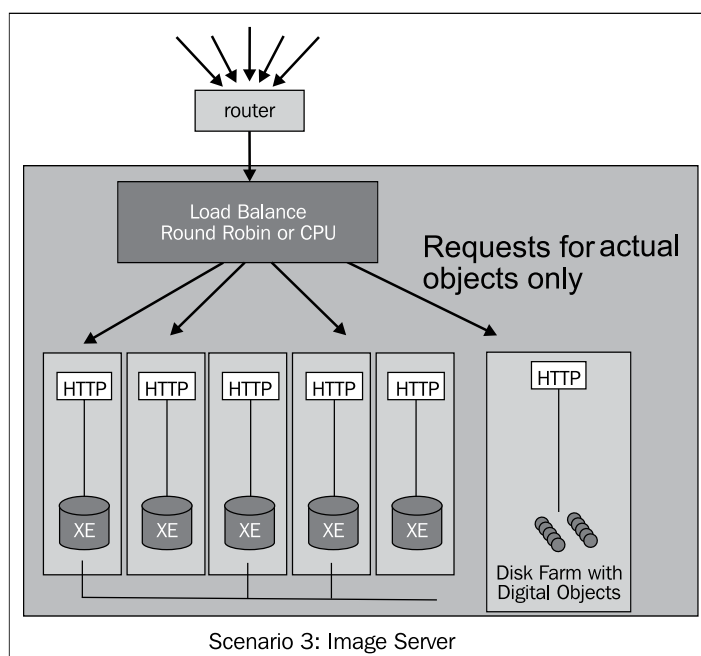 router
Load Balance
Round Robin or CPU
Requests for actual
objects only
HTTP
HTTP
HTTP
HTTP
HTTP
HTTP
XE
XE
XE
XE
XE
Disk Farm with
Digital Objects
Scenario 3: Image Server